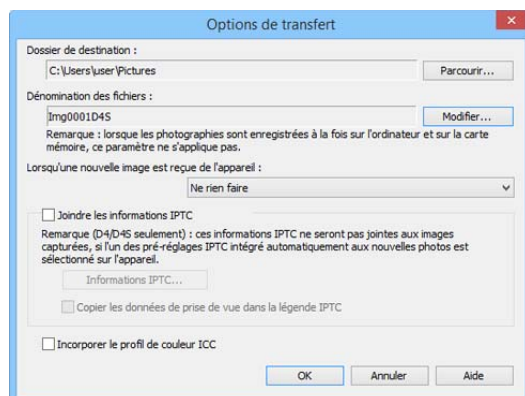 Options de transfert
Dossier de destination :
C:\Users\user\Pictures
Parcourir...
Dénomination des fichiers :
Img0001D4S
Modifier...
Remarque : lorsque les photographies sont enregistrées à la fois sur l'ordinateur et sur la carte
mémoire, ce paramètre ne s'applique pas.
Lorsqu'une nouvelle image est reçue de l'appareil :
Ne rien faire
Joindre les informations IPTC
Remarque (D4/D4S seulement) : ces informations IPTC ne seront pas jointes aux images
capturées, si l'un des pré-réglages IPTC intégré automatiquement aux nouvelles photos est
sélectionné sur l'appareil.
Informations IPTC...
Copier les données de prise de vue dans la légende IPTC
Incorporer le profil de couleur ICC
OK
Annuler
Aide